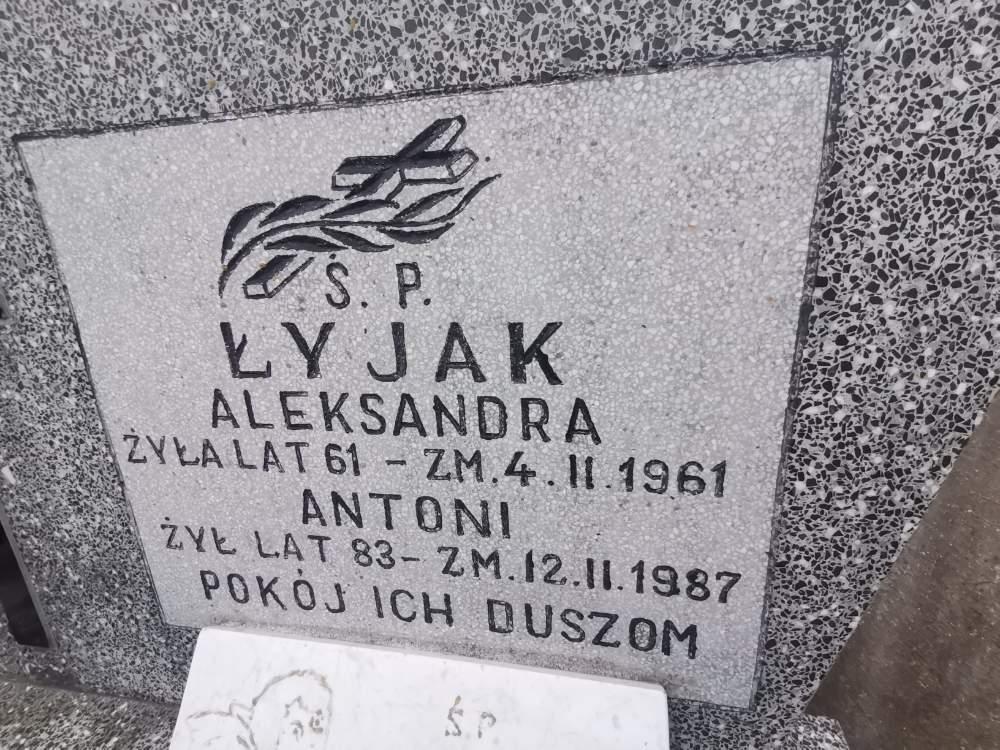 Ś. P.
ŁYJAK
ALEKSANDRA
ŻYŁA LAT 61 - ZM. 4. II. 1961
ANTONI
ŻYŁ LAT 83 - ZM. 12. II. 1987
POKÓJ ICH DUSZOM
Ś. P